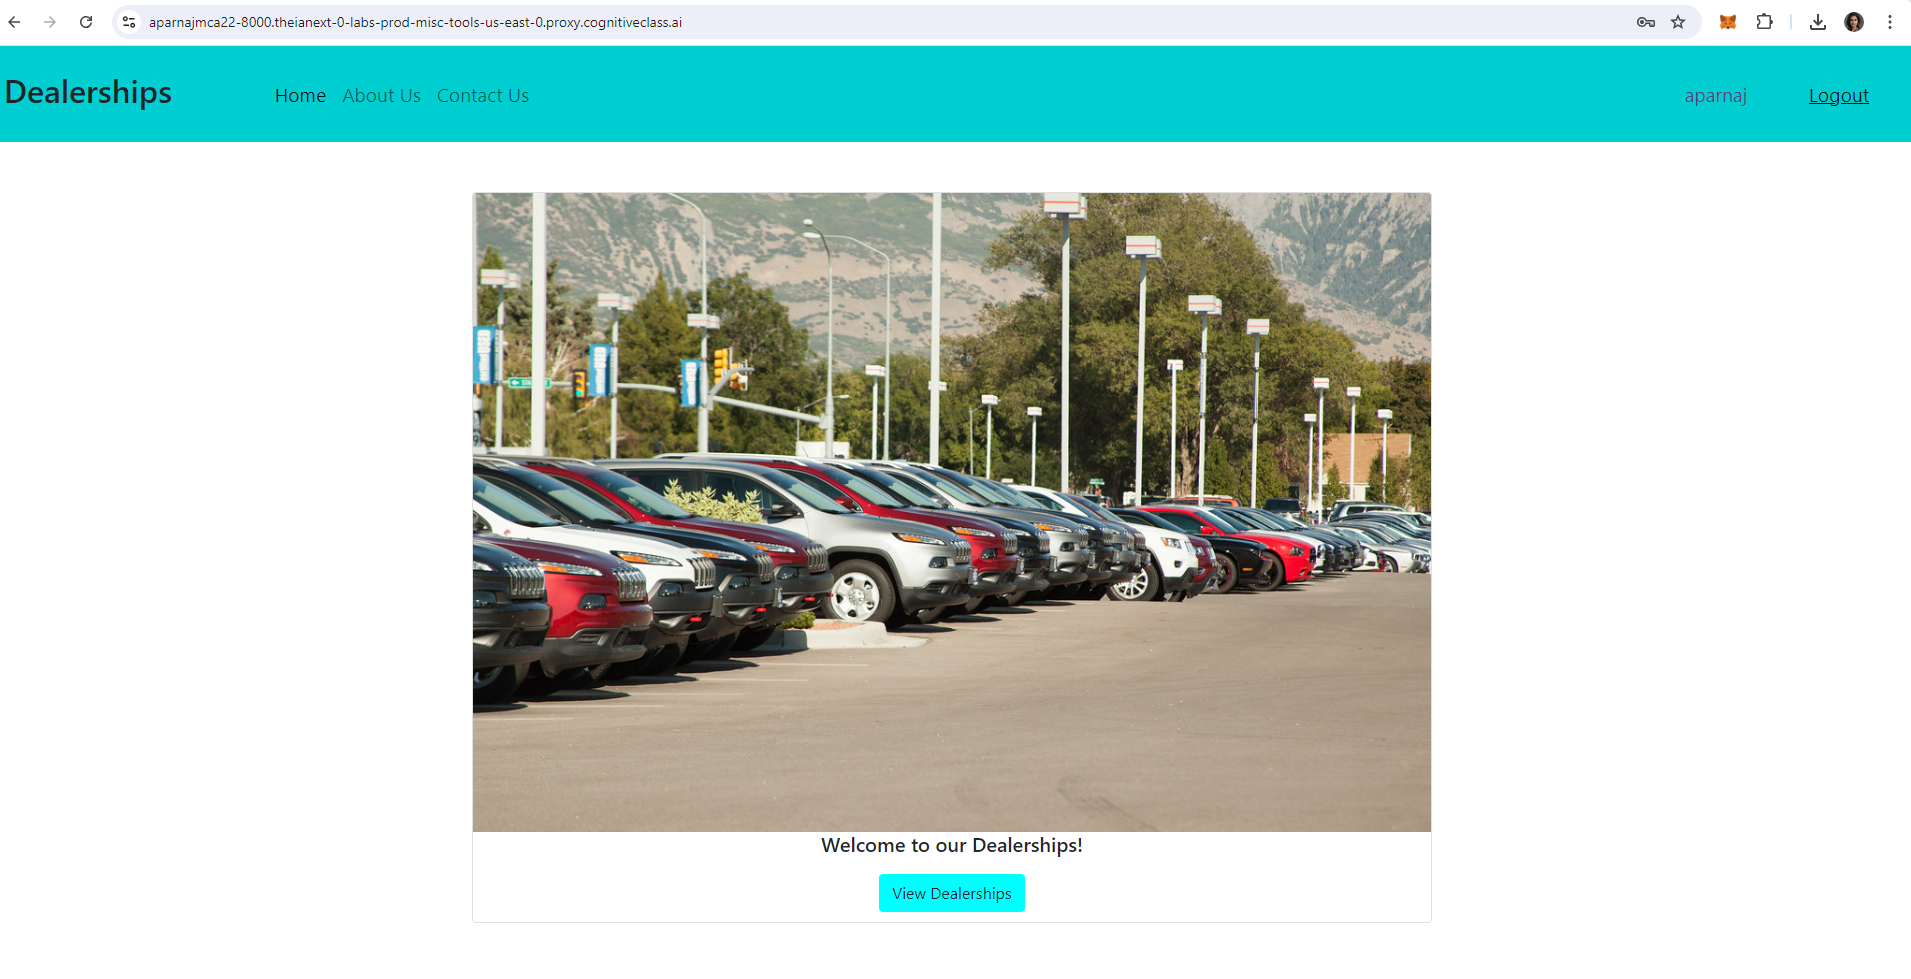 aparnajmca22-8000.theianext-0-labs-prod-misc-tools-us-east-0.proxy.cognitiveclass.ai
Dealerships
Home About Us Contact Us
aparnaj Logout
Welcome to our Dealerships!
View Dealerships